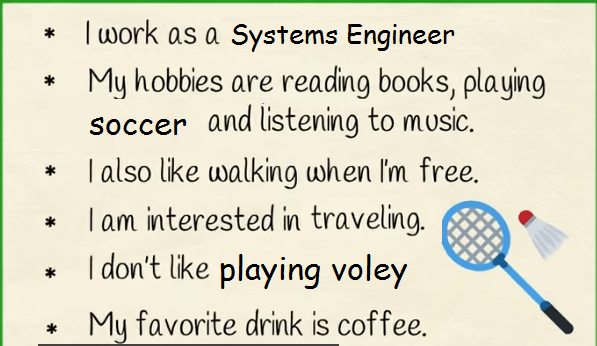 * I work as a Systems Engineer
* My hobbies are reading books, playing
soccer and listening to music.
* I also like walking when I'm free.
* I am interested in traveling.
* I don't like playing voley
* My favorite drink is coffee.